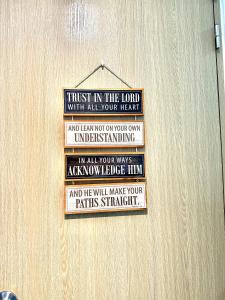 TRUST IN THE LORD
WITH ALL YOUR HEART
AND LEAN NOT ON YOUR OWN
UNDERSTANDING
IN ALL YOUR WAYS
ACKNOWLEDGE HIM
AND HE WILL MAKE YOUR
PATHS STRAIGHT.